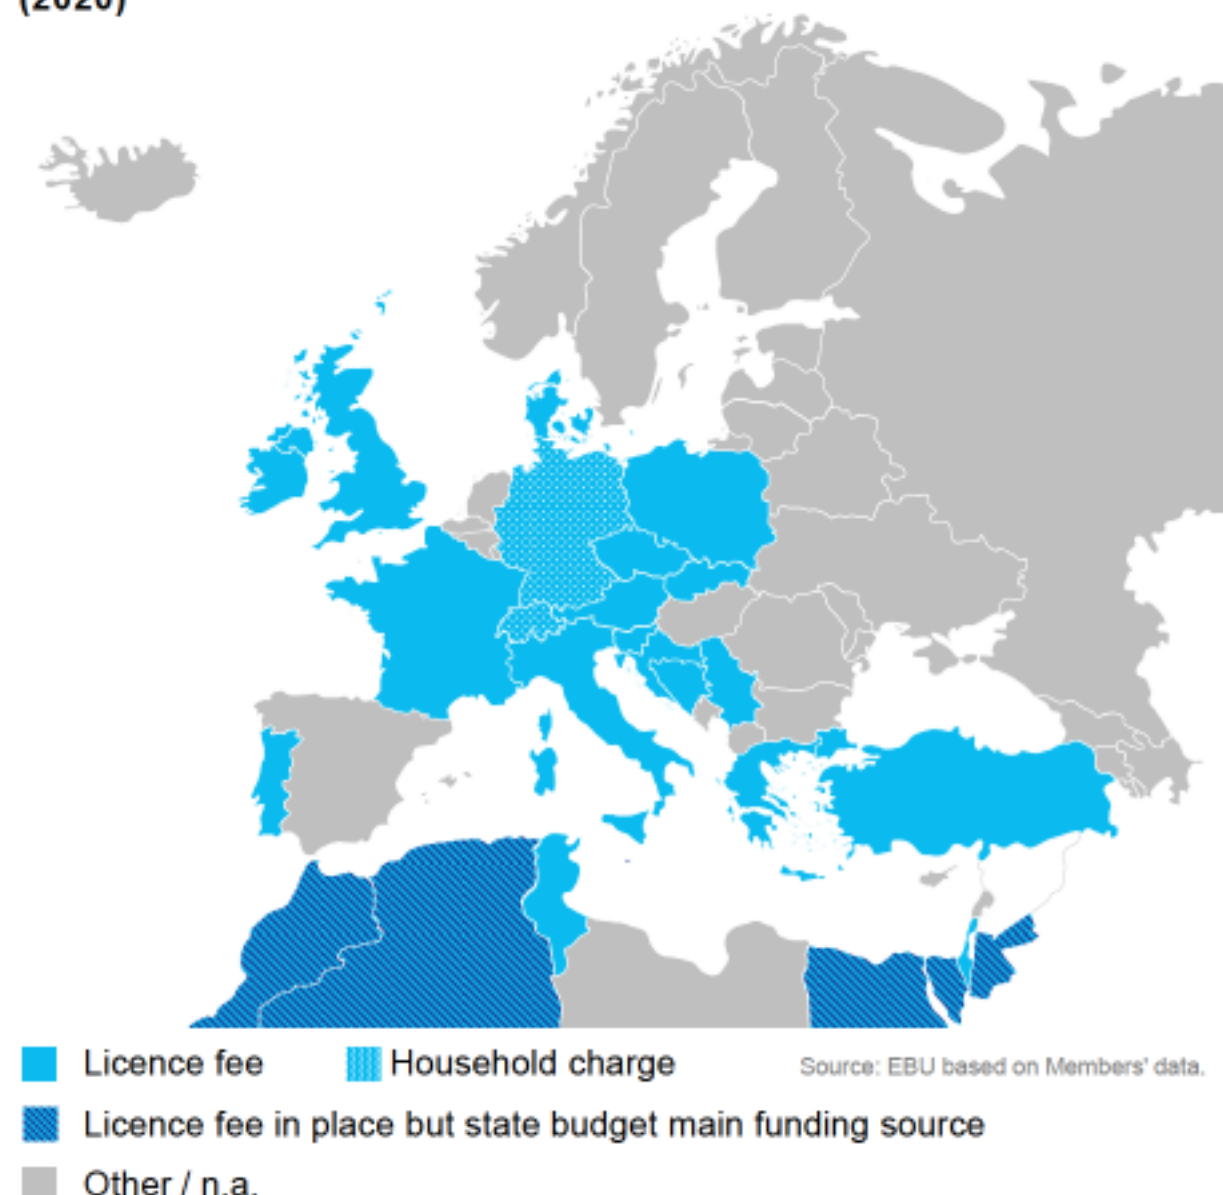 (2020)
Licence fee
Household charge
Source: EBU based on Members' data.
Licence fee in place but state budget main funding source
Other / n.a.